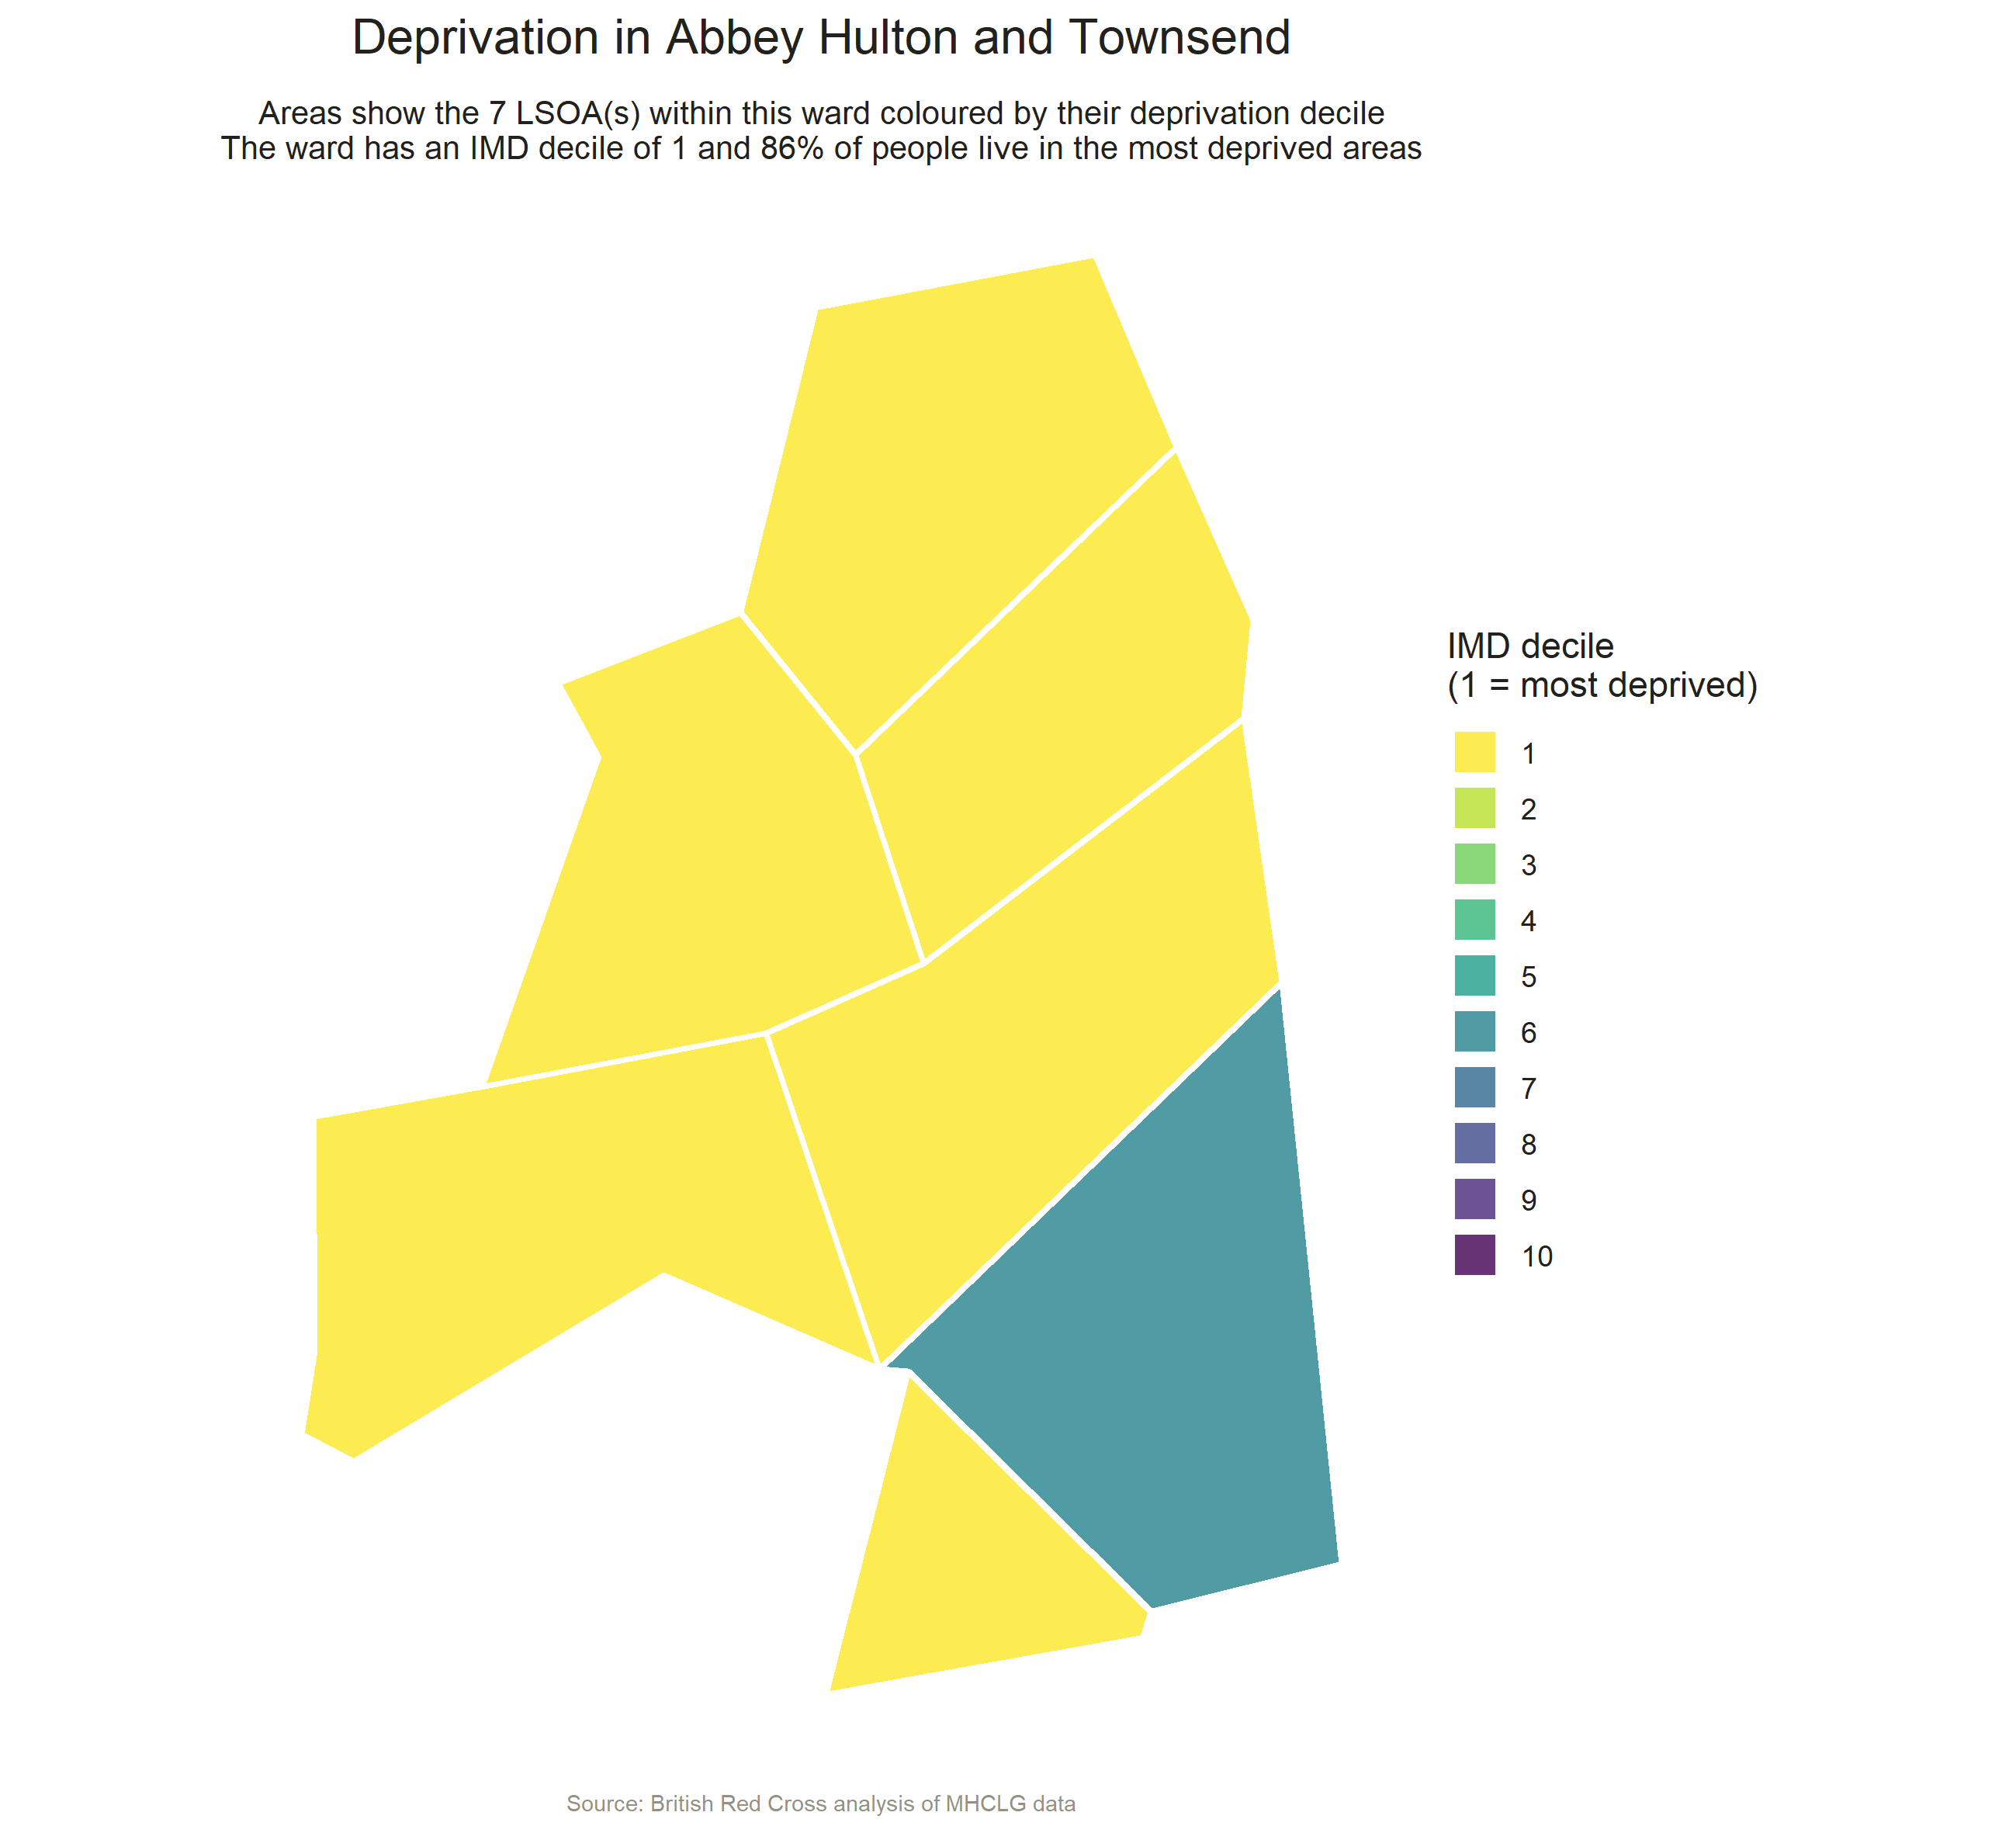 Deprivation in Abbey Hulton and Townsend
Areas show the 7 LSOA(s) within this ward coloured by their deprivation decile
The ward has an IMD decile of 1 and 86% of people live in the most deprived areas
IMD decile
(1 = most deprived)
1
2
3
4
5
6
7
8
9
10
Source: British Red Cross analysis of MHCLG data